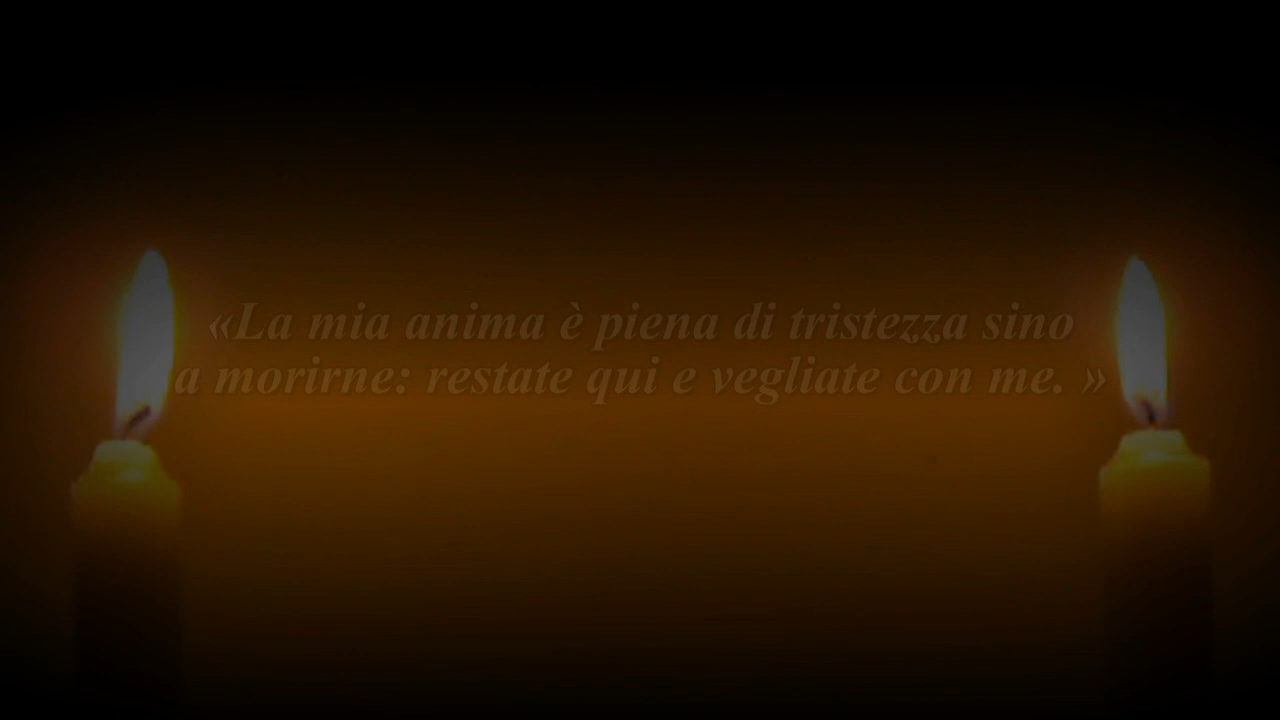 «La mia anima è piena di tristezza sino
a morirne: restate qui e vegliate con me. »